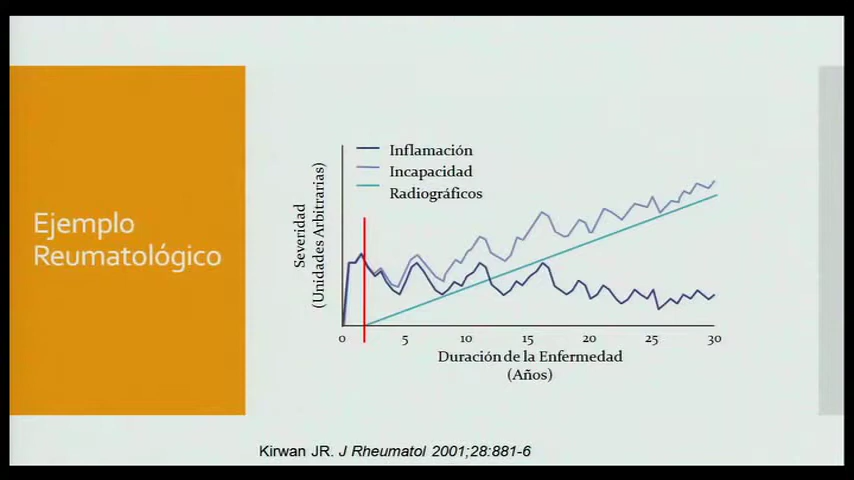 Ejemplo
Reumatológico
Inflamación
Incapacidad
Radiográficos
Severidad
(Unidades Arbitrarias)
0 5 10 15 20 25 30
Duración de la Enfermedad
(Años)
Kirwan JR. J Rheumatol 2001;28:881-6